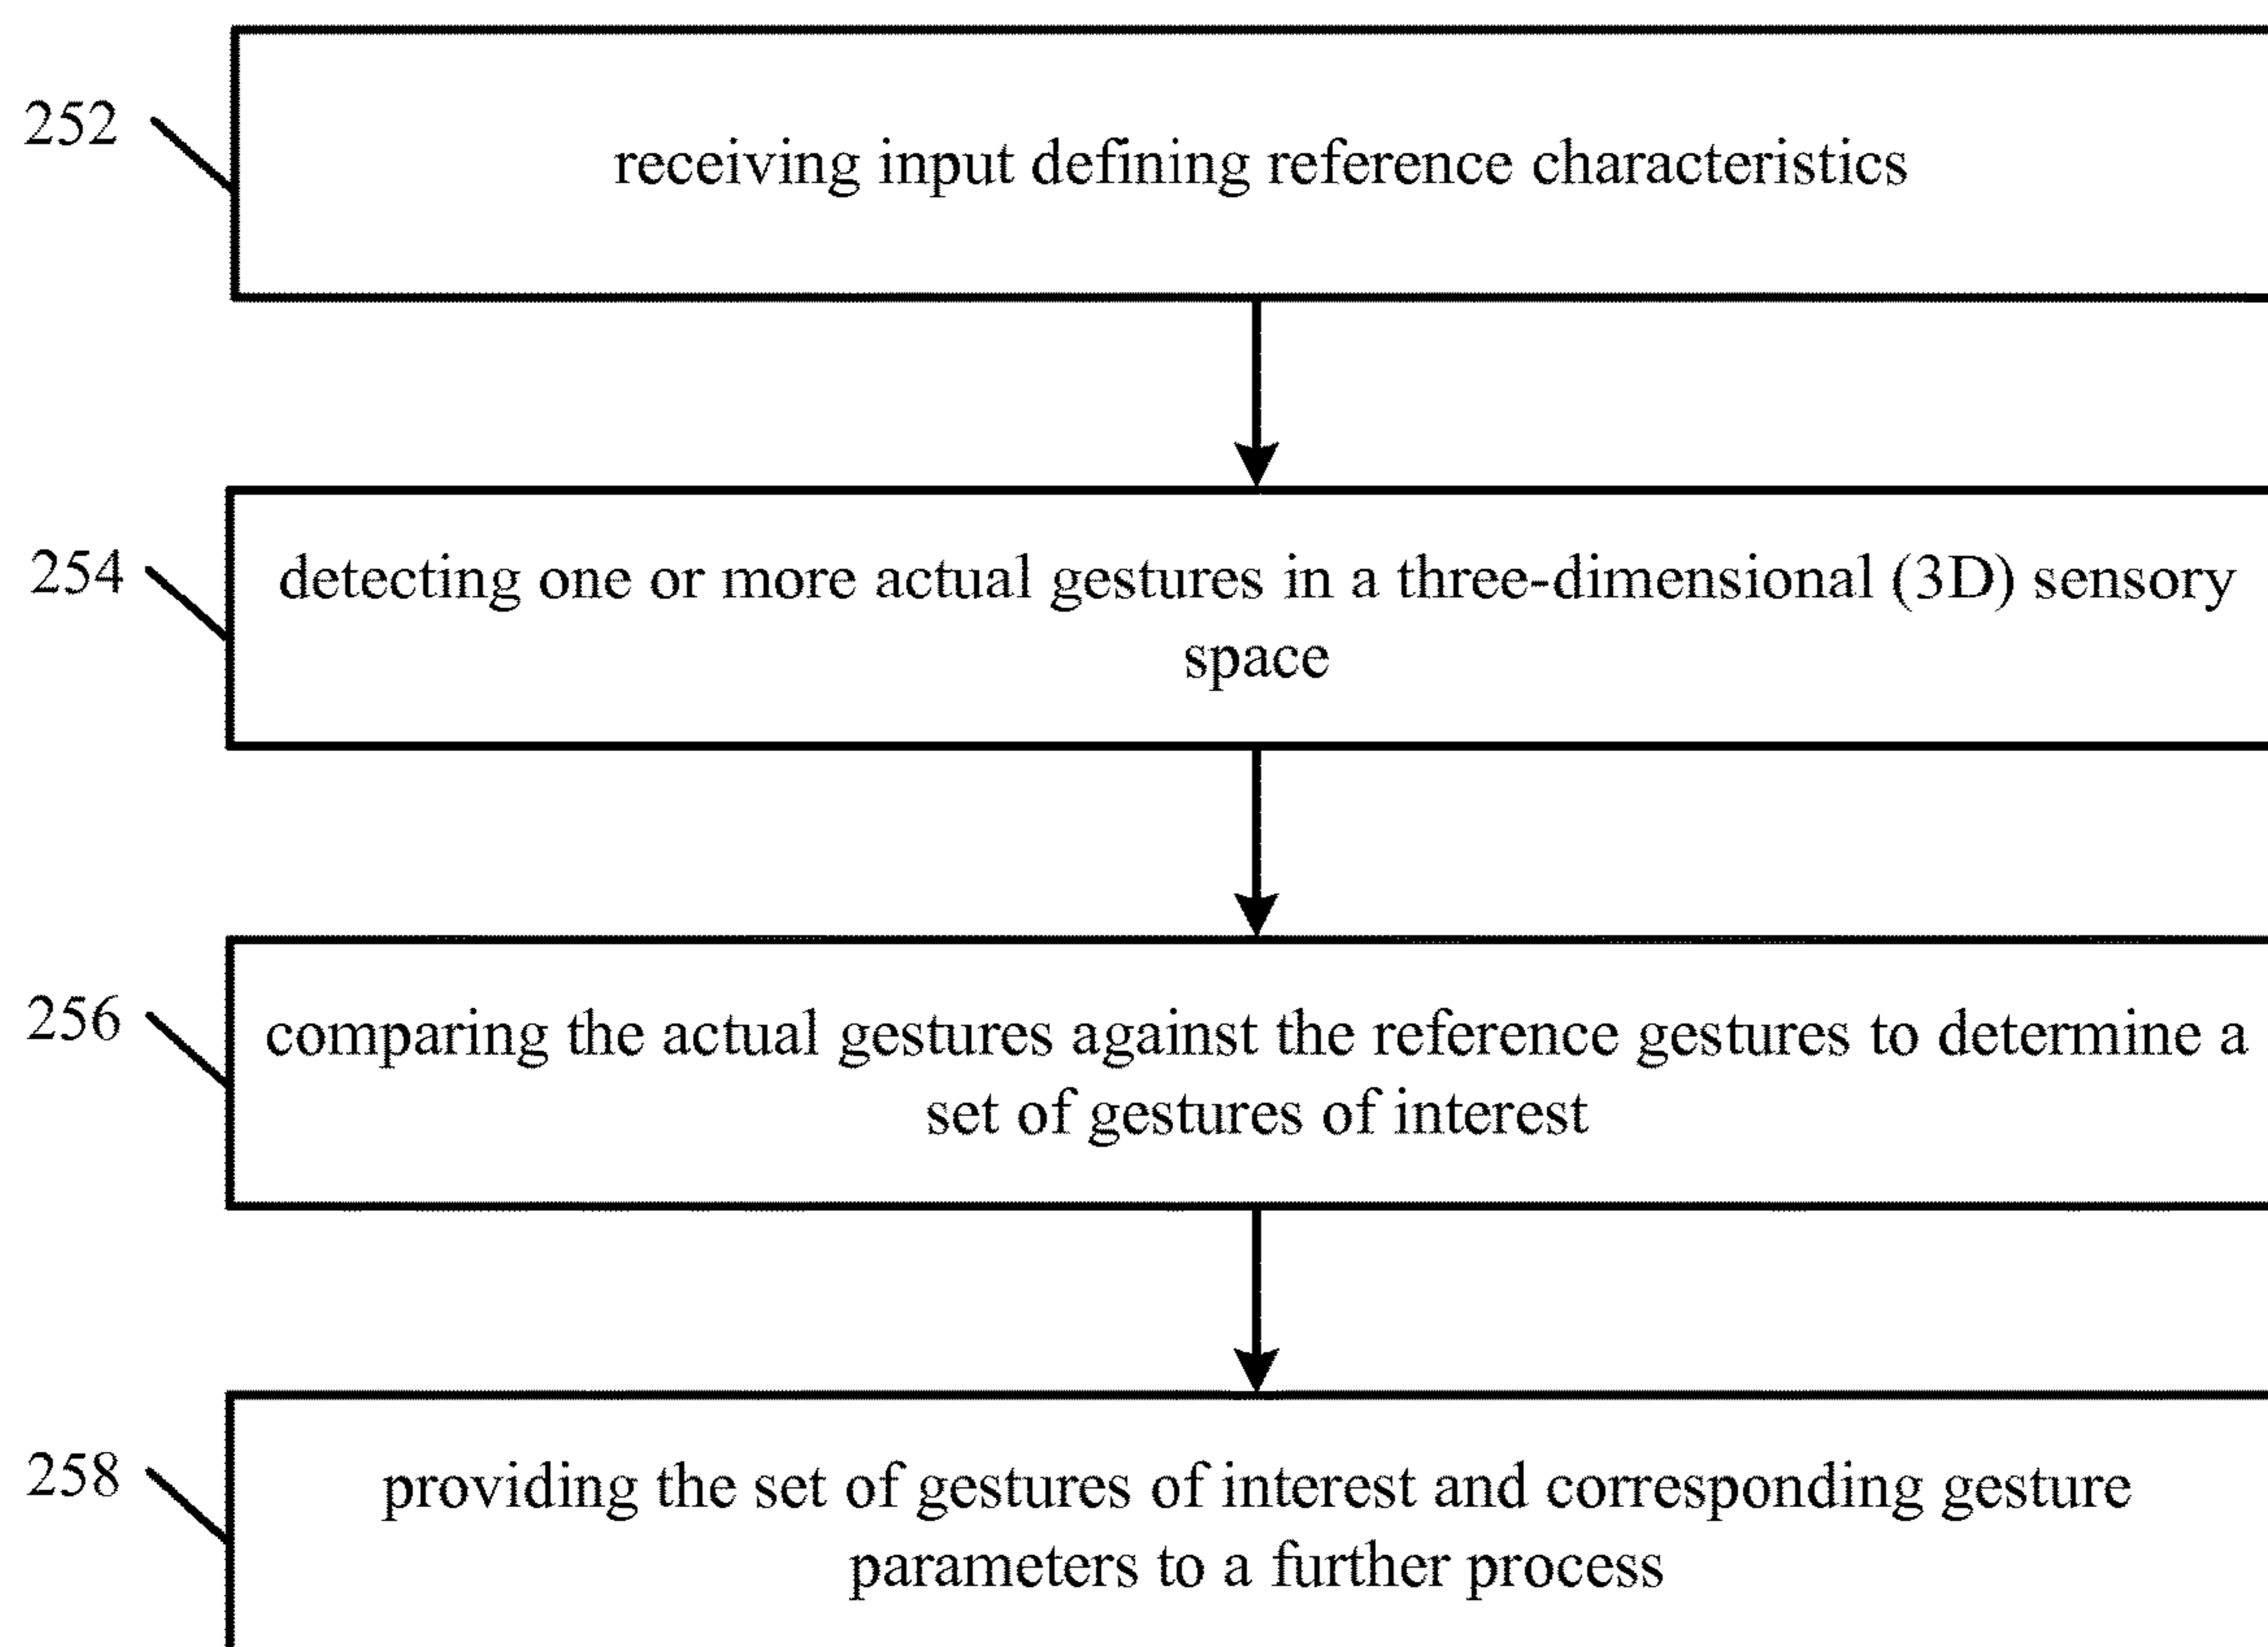 252
receiving input defining reference characteristics
254
detecting one or more actual gestures in a three-dimensional (3D) sensory
space
256
comparing the actual gestures against the reference gestures to determine a
set of gestures of interest
258
providing the set of gestures of interest and corresponding gesture
parameters to a further process